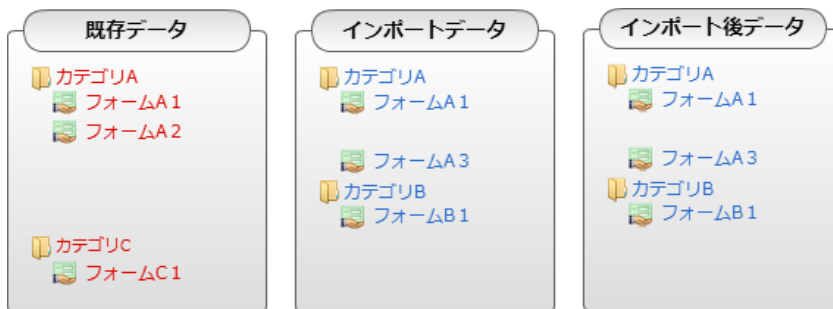 既存データ
カテゴリA
フォームA1
フォームA2
カテゴリC
フォームC1
インポートデータ
カテゴリA
フォームA1
フォームA3
カテゴリB
フォームB1
インポート後データ
カテゴリA
フォームA1
フォームA3
カテゴリB
フォームB1